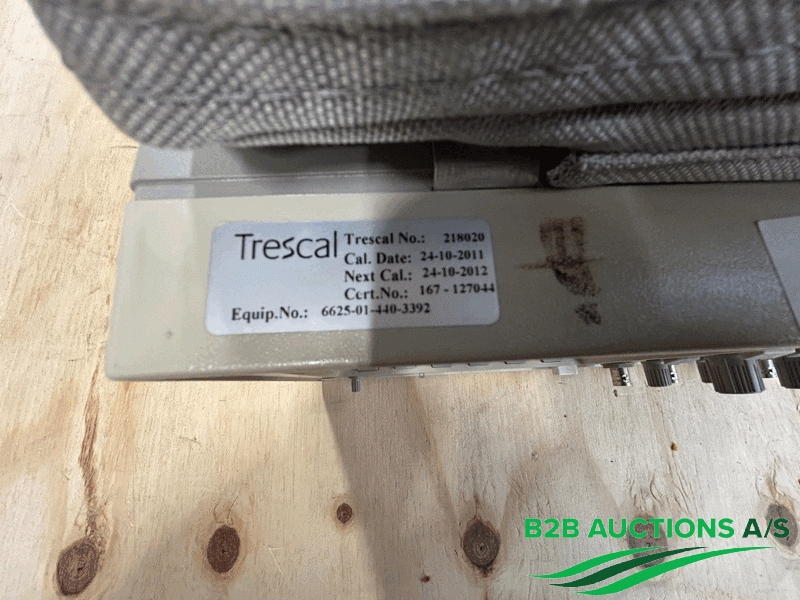 Trescal
Trescal No.: 218020
Cal. Date: 24-10-2011
Next Cal.: 24-10-2012
Cert.No.: 167 - 127044
Equip.No.: 6625-01-440-3392
B2B AUCTIONS A/S